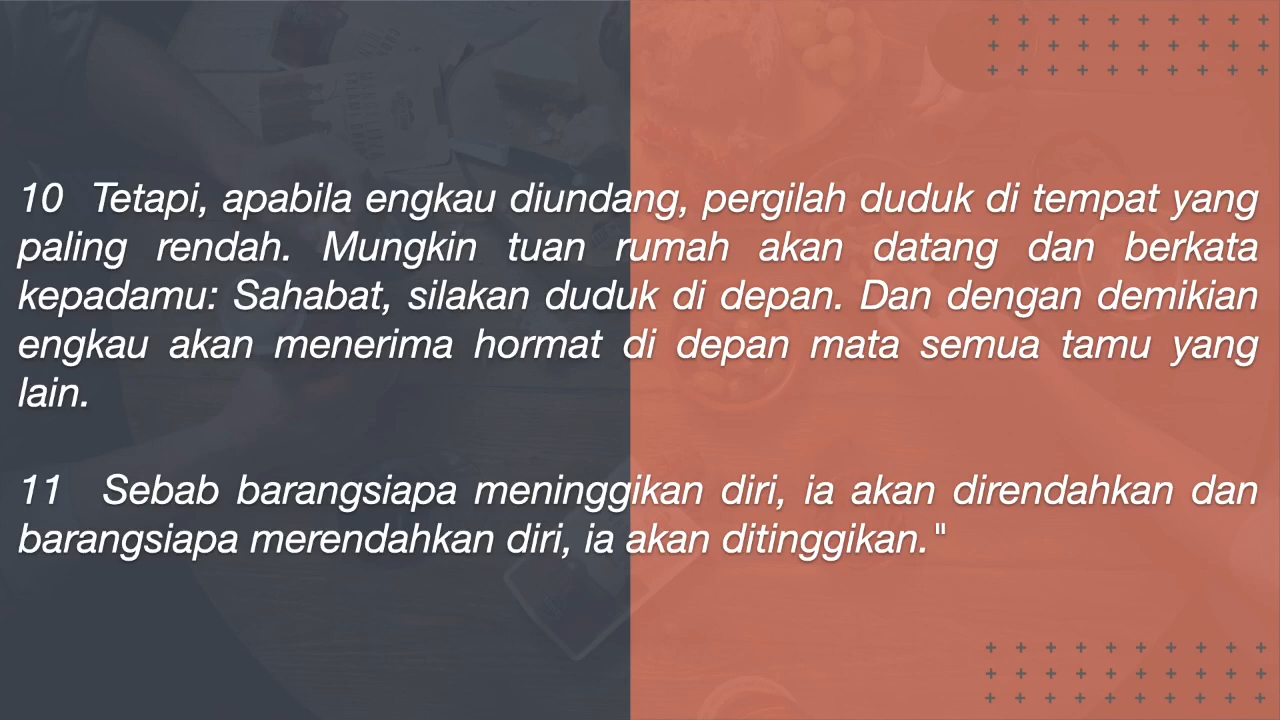 10 Tetapi, apabila engkau diundang, pergilah duduk di tempat yang
paling rendah. Mungkin tuan rumah akan datang dan berkata
kepadamu: Sahabat, silakan duduk di depan. Dan dengan demikian
engkau akan menerima hormat di depan mata semua tamu yang
lain.
11 Sebab barangsiapa meninggikan diri, ia akan direndahkan dan
barangsiapa merendahkan diri, ia akan ditinggikan."